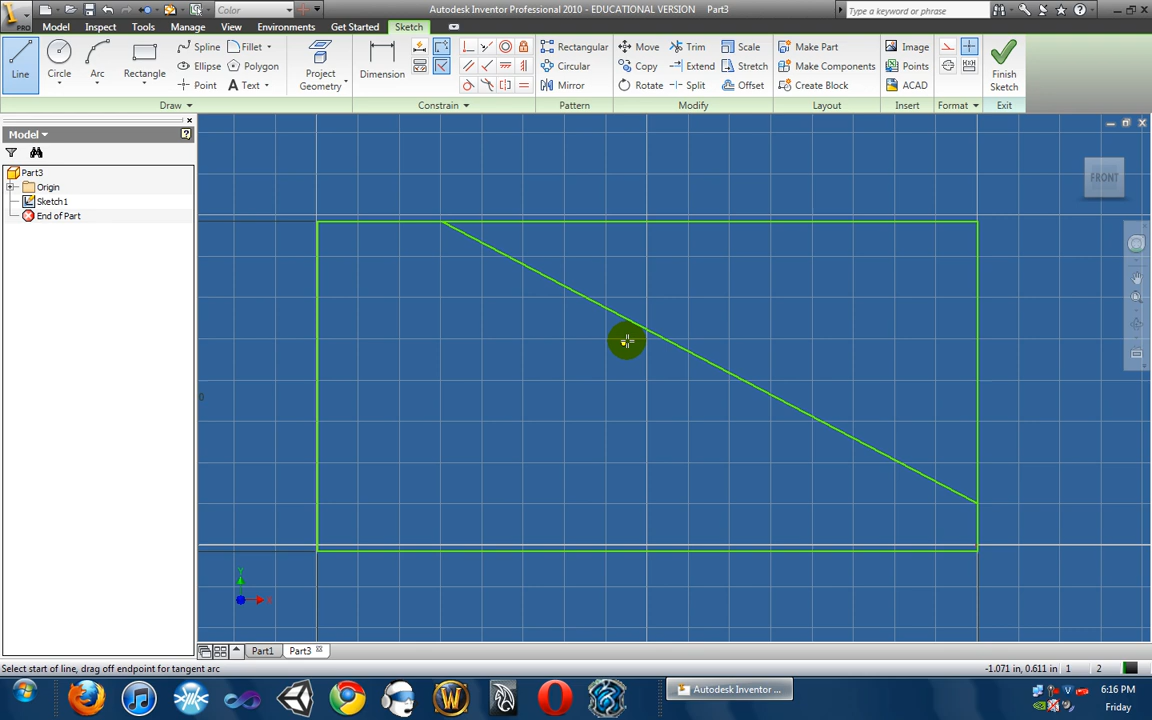 PRO
Color
Autodesk Inventor Professional 2010 - EDUCATIONAL VERSION Part3
Type a keyword or phrase
Model Inspect Tools Manage View Environments Get Started Sketch
Line Circle Arc Rectangle
Spline Fillet
Ellipse Polygon
Point A Text
Project Geometry
Dimension
Rectangular
Circular
Mirror
Move Trim Scale
Copy Extend Stretch
Rotate Split Offset
Make Part
Make Components
Create Block
Image
Points
ACAD
Finish Sketch
Draw Constrain Pattern Modify Layout Insert Format Exit
Model
Part3
Origin
Sketch1
End of Part
FRONT
0
Y
X
Part1 Part3
Select start of line, drag off endpoint for tangent arc
-1.071 in, 0.611 in 1 2
Autodesk Inventor ...
6:16 PM
Friday